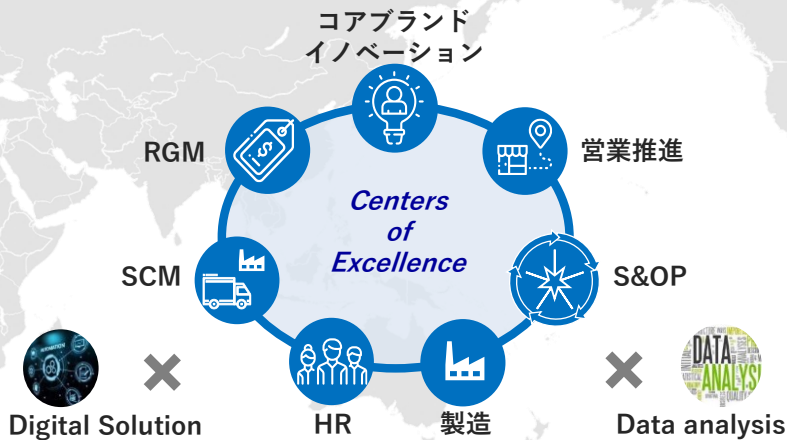 コアブランド
イノベーション
RGM
営業推進
Centers
of
Excellence
SCM
S&OP
DATA
ANALYSI
Digital Solution
HR
製造
Data analysis